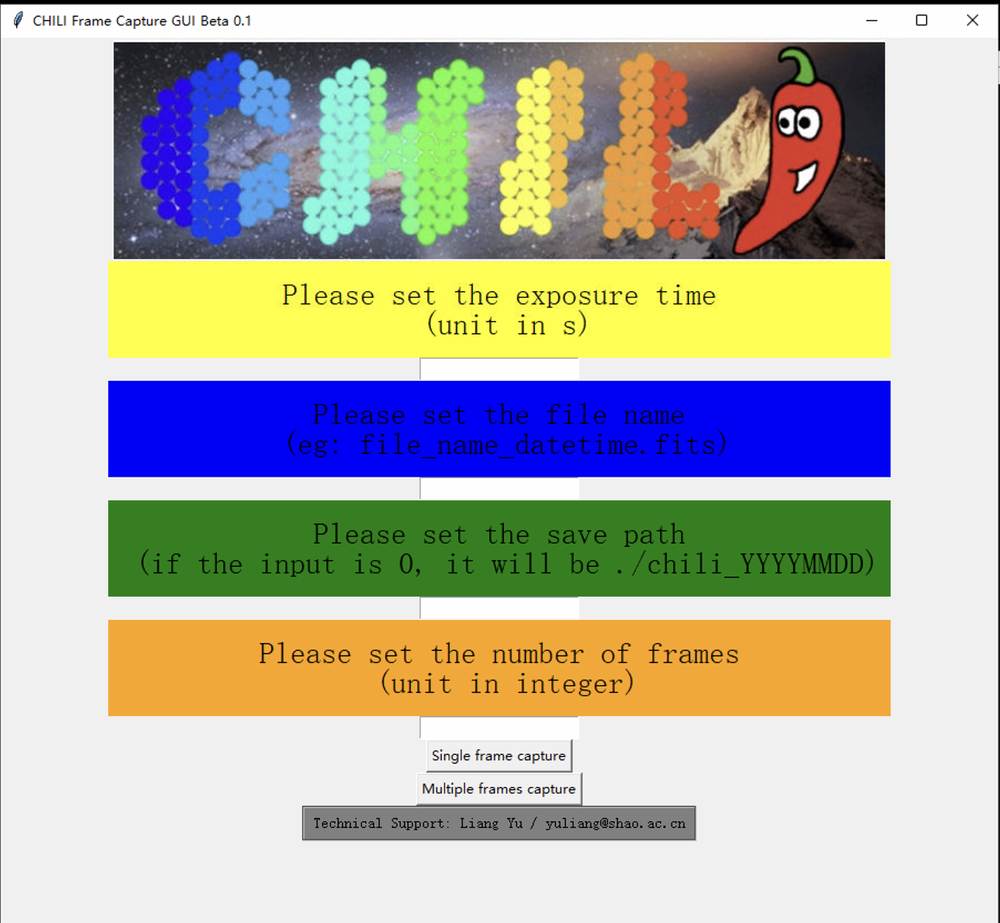 CHILI Frame Capture GUI Beta 0.1
CHIL
Please set the exposure time
(unit in s)
Please set the file name
(eg: file_name_datetime.fits)
Please set the save path
(if the input is 0, it will be ./chili_YYYYMMDD)
Please set the number of frames
(unit in integer)
Single frame capture
Multiple frames capture
Technical Support: Liang Yu / yuliang@shao.ac.cn